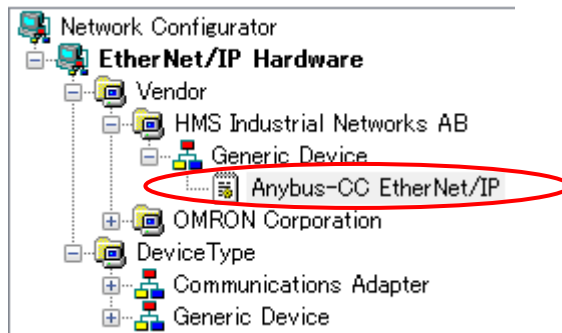 Network Configurator
EtherNet/IP Hardware
Vendor
HMS Industrial Networks AB
Generic Device
Anybus-CC EtherNet/IP
OMRON Corporation
DeviceType
Communications Adapter
Generic Device